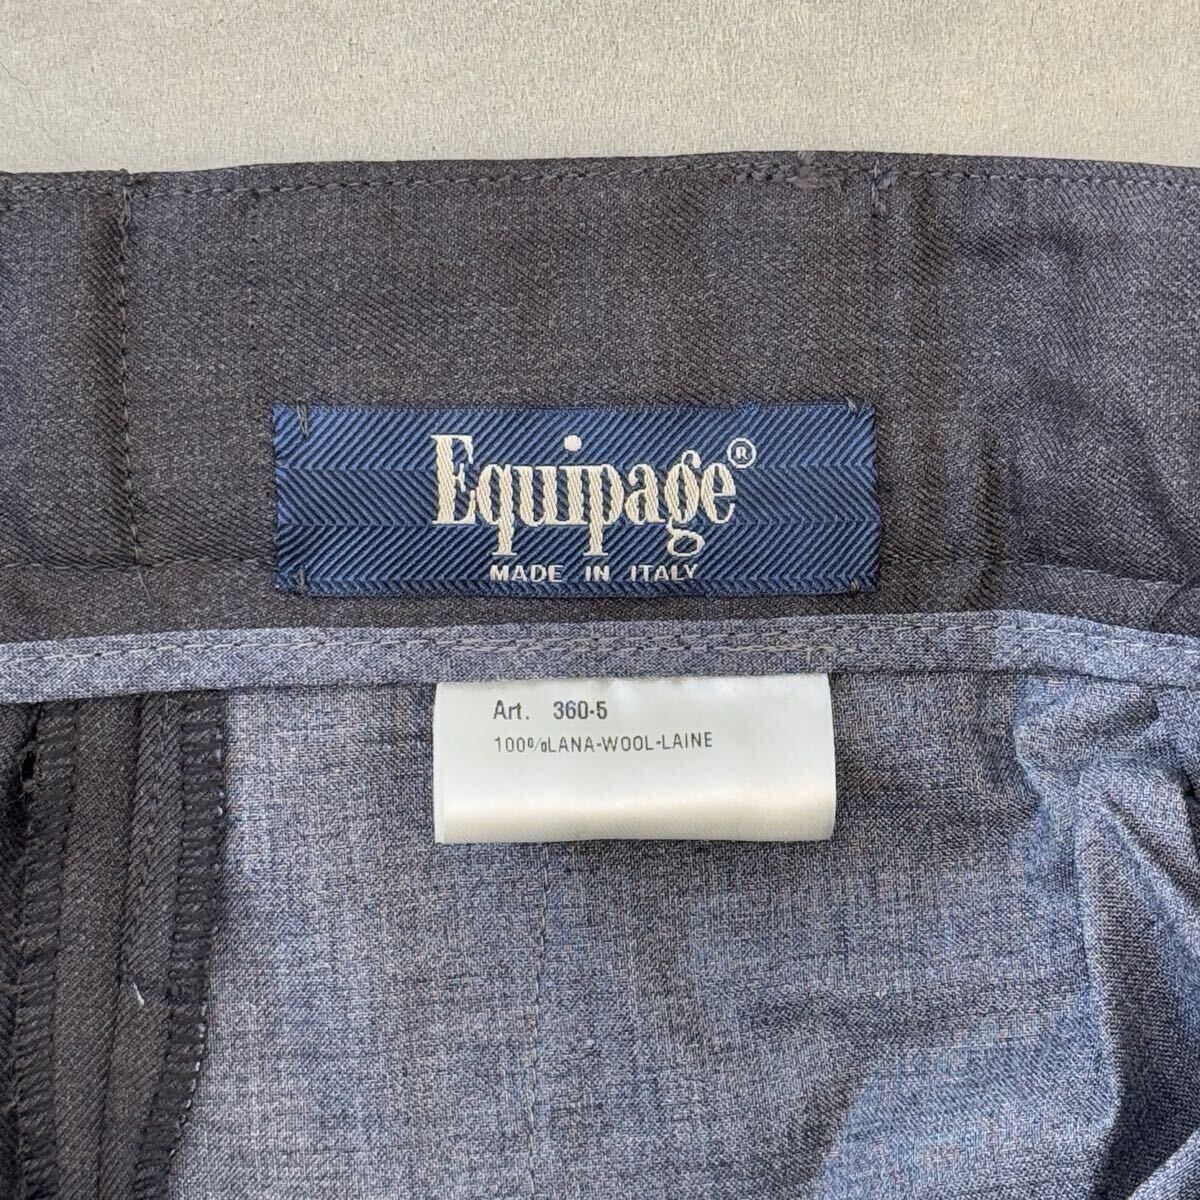 Equipage®
MADE IN ITALY
Art. 360-5
100%LANA-WOOL-LAINE